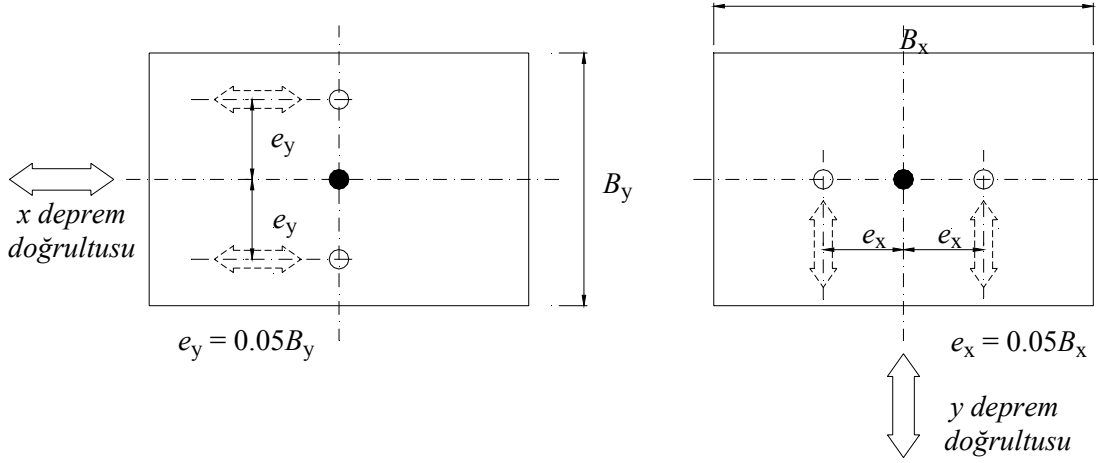 B_x
e_y
B_y
x deprem
doğrultusu
e_y
e_x
e_x
e_y = 0.05B_y
e_x = 0.05B_x
y deprem
doğrultusu